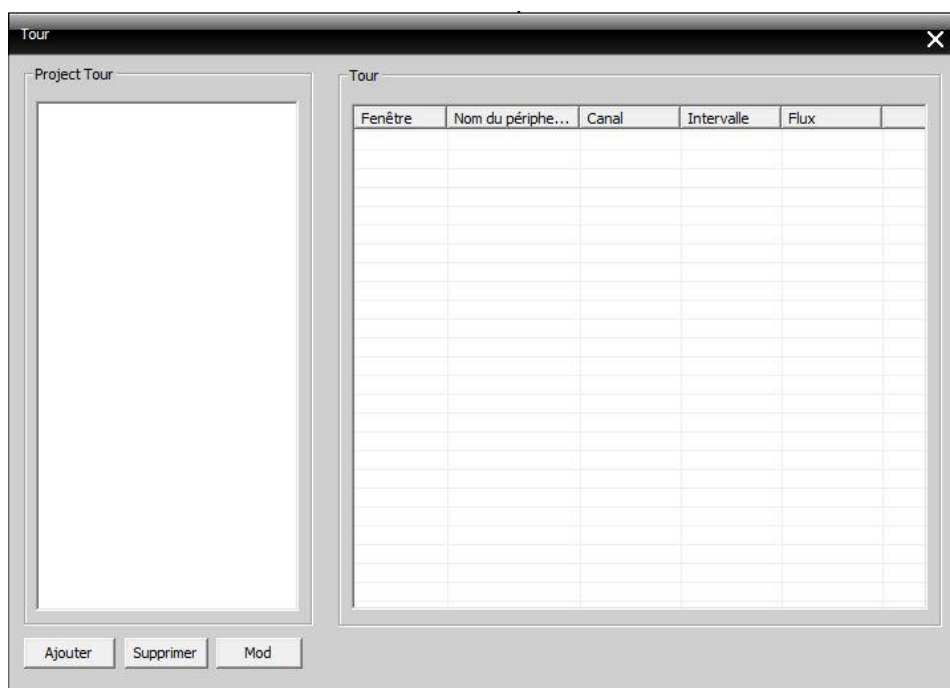 Tour
Project Tour
Tour
Fenêtre Nom du périphe... Canal Intervalle Flux
Ajouter Supprimer Mod